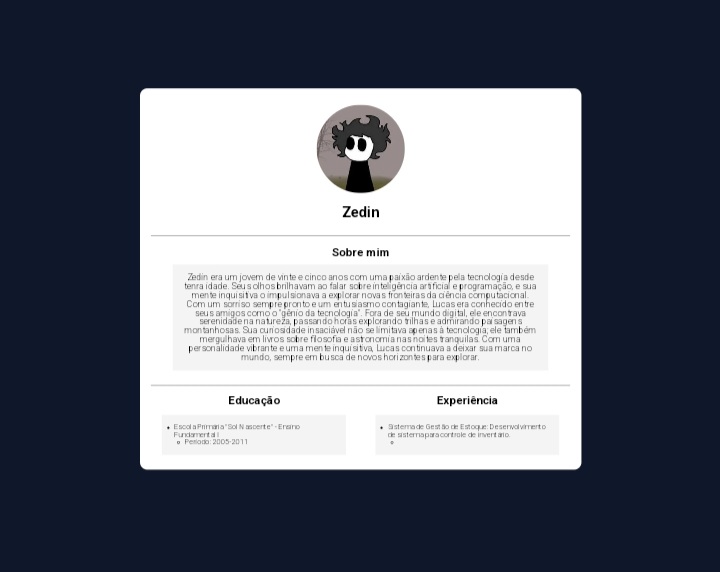 Zedin
Sobre mim
Zedin era um jovem de vinte e cinco anos com uma paixão ardente pela tecnologia desde
tenra idade. Seus olhos brilhavam ao falar sobre inteligência artificial e programação, e sua
mente inquisitiva o impulsionava a explorar novas fronteiras da ciência computacional.
Com um sorriso sempre pronto e um entusiasmo contagiante, Lucas era conhecido entre
seus amigos como o "gênio da tecnologia". Fora de seu mundo digital, ele encontrava
serenidade na natureza, passando horas explorando trilhas e admirando paisagens
montanhosas. Sua curiosidade insaciável não se limitava apenas à tecnologia; ele também
mergulhava em livros sobre filosofia e astronomia nas noites tranquilas. Com uma
personalidade vibrante e uma mente inquisitiva, Lucas continuava a deixar sua marca no
mundo, sempre em busca de novos horizontes para explorar.
Educação
Escola Primária "Sol Nascente" - Ensino
Fundamental I
Período: 2005-2011
Experiência
Sistema de Gestão de Estoque: Desenvolvimento
de sistema para controle de inventário.